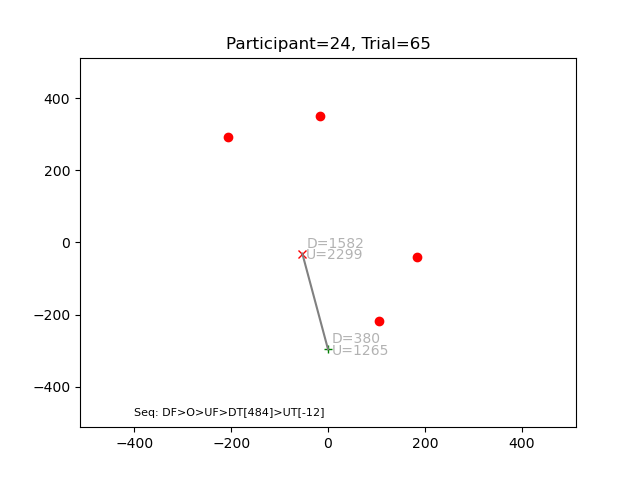 Participant=24, Trial=65
400
200
0
−200
−400
D=1582
U=2299
D=380
U=1265
Seq: DF>O>UF>DT[484]>UT[-12]
−400
−200
0
200
400